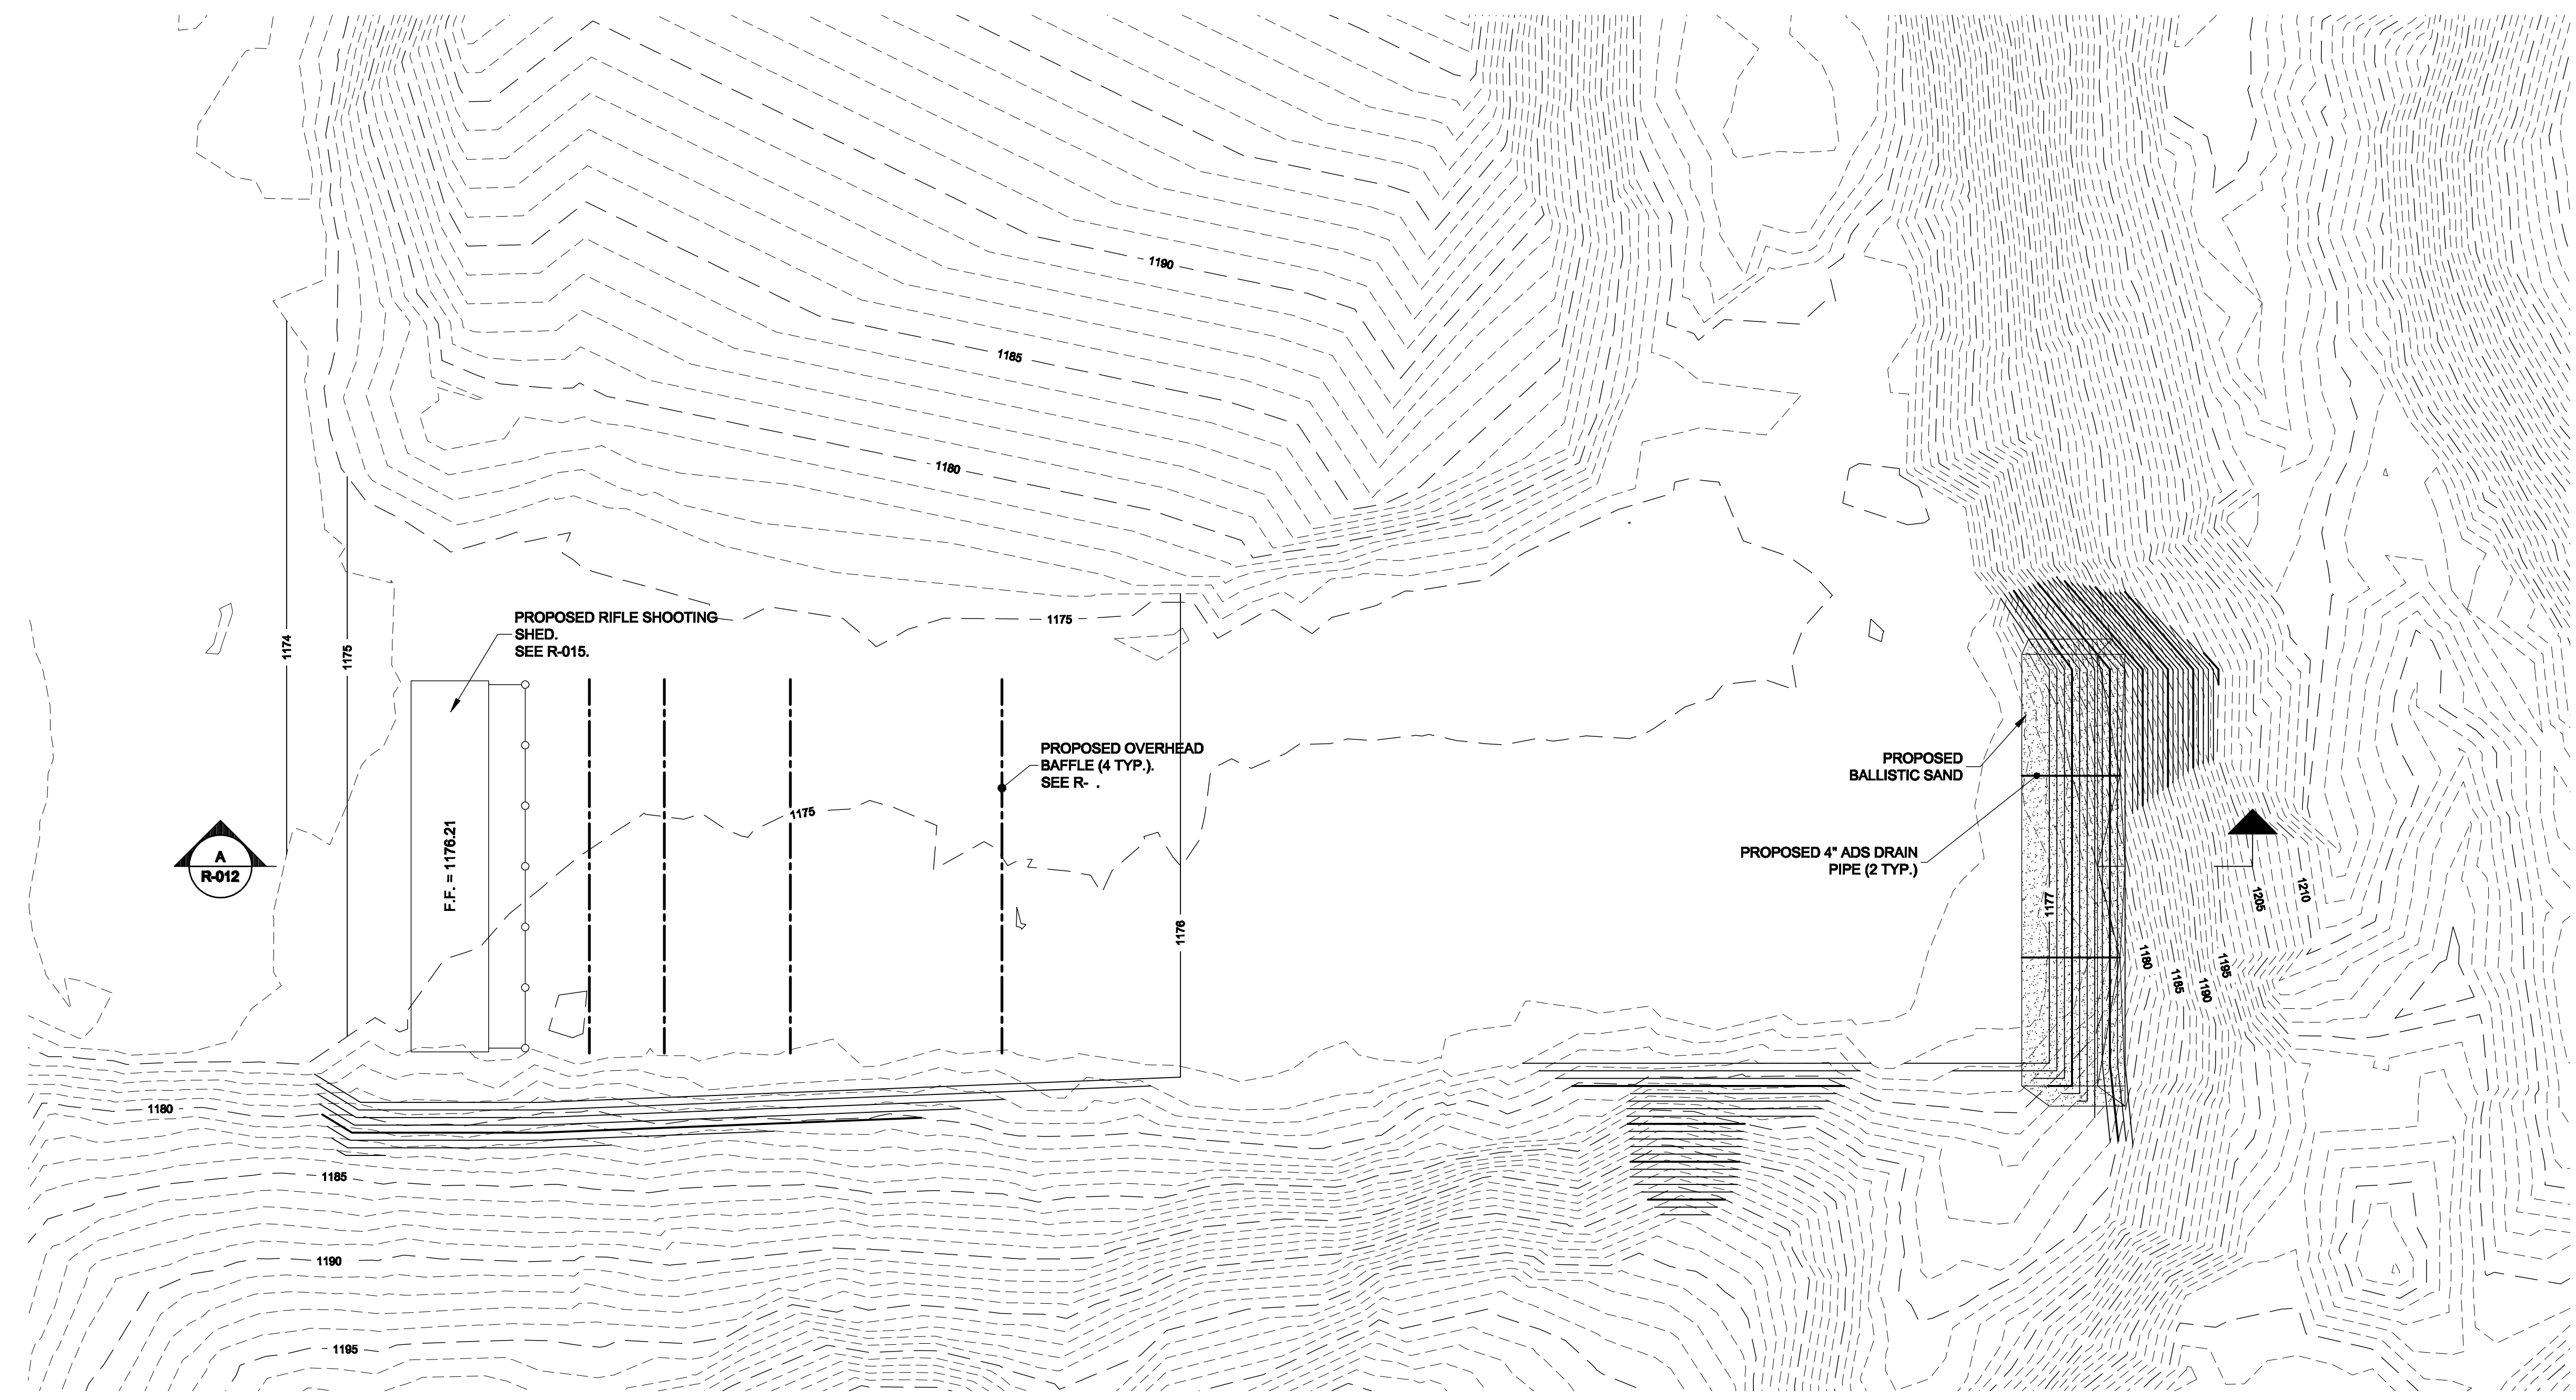 1190
1185
1180
1174
1175
PROPOSED RIFLE SHOOTING
SHED.
SEE R-015.
1175
F.F. = 1176.21
A
R-012
1175
PROPOSED OVERHEAD
BAFFLE (4 TYP.).
SEE R- .
1176
PROPOSED
BALLISTIC SAND
PROPOSED 4" ADS DRAIN
PIPE (2 TYP.)
1177
1180
1185
1190
1195
1205
1210
1180
1185
1190
1195